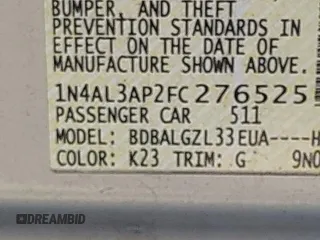 BUMPER, AND THEFT
PREVENTION STANDARDS IN
EFFECT ON THE DATE OF
MANUFACTURE SHOWN ABOVE.
1N4AL3AP2FC276525
PASSENGER CAR 511
MODEL: BDBALGZL33EUA----H
COLOR: K23 TRIM: G 9N0
DREAMBID